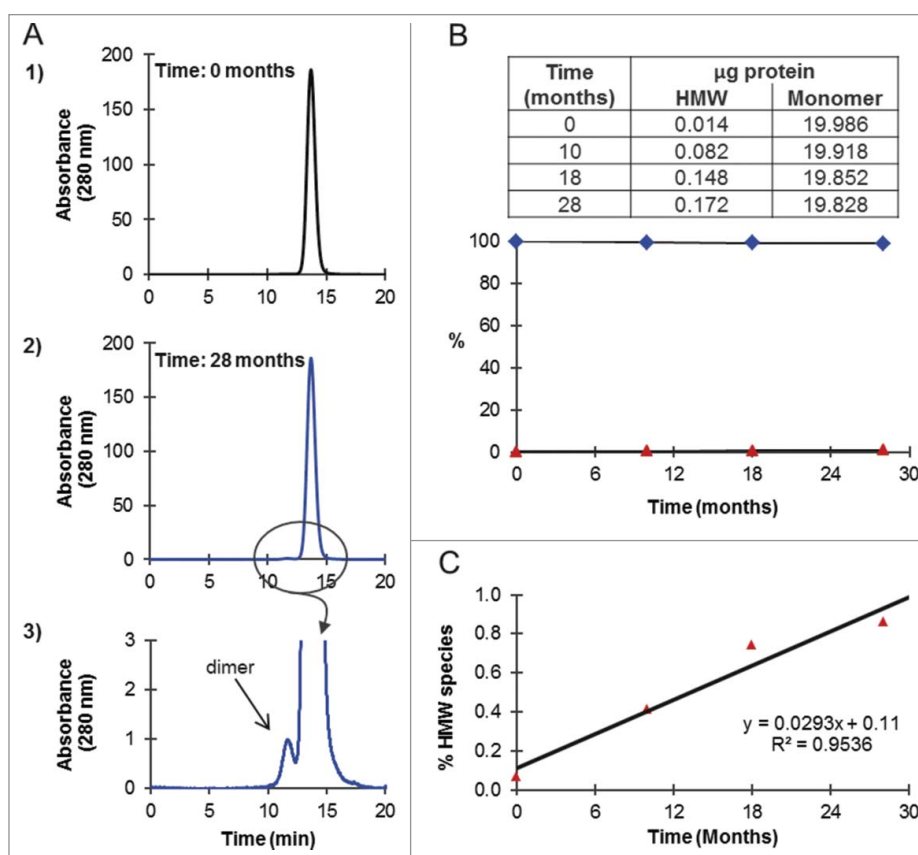 A
1)
Time: 0 months
Absorbance
(280 nm)
200
150
100
50
0
0 5 10 15 20
2)
Time: 28 months
Absorbance
(280 nm)
200
150
100
50
0
0 5 10 15 20
3)
dimer
Absorbance
(280 nm)
3
2
1
0
0 5 10 15 20
Time (min)
B
Time (months) µg protein
HMW Monomer
0 0.014 19.986
10 0.082 19.918
18 0.148 19.852
28 0.172 19.828
%
100
80
60
40
20
0
0 6 12 18 24 30
Time (months)
C
% HMW species
1.0
0.8
0.6
0.4
0.2
0.0
y = 0.0293x + 0.11
R² = 0.9536
0 6 12 18 24 30
Time (Months)